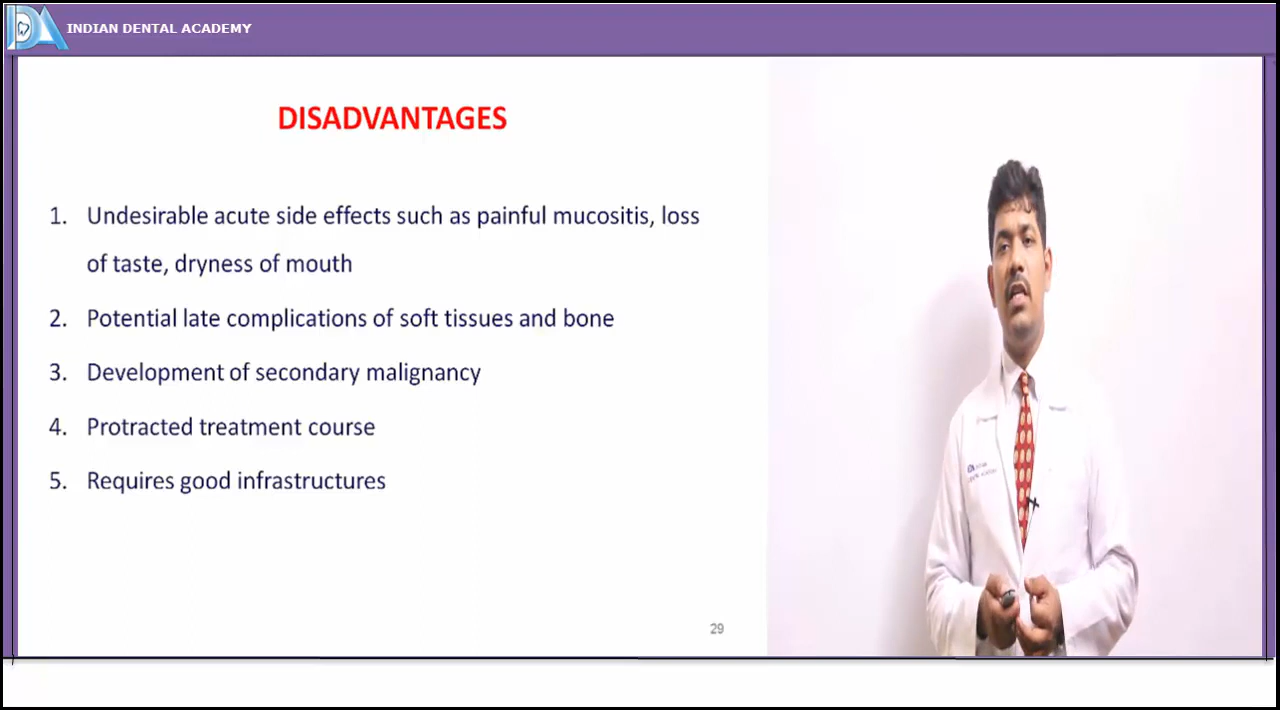 INDIAN DENTAL ACADEMY
DISADVANTAGES
1. Undesirable acute side effects such as painful mucositis, loss
of taste, dryness of mouth
2. Potential late complications of soft tissues and bone
3. Development of secondary malignancy
4. Protracted treatment course
5. Requires good infrastructures
29